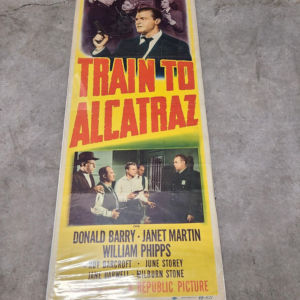 TRAIN TO
ALCATRAZ
DONALD BARRY · JANET MARTIN
WILLIAM PHIPPS
ROY BARCROFT · JUNE STOREY
JANE DARWELL · MILBURN STONE
REPUBLIC PICTURE